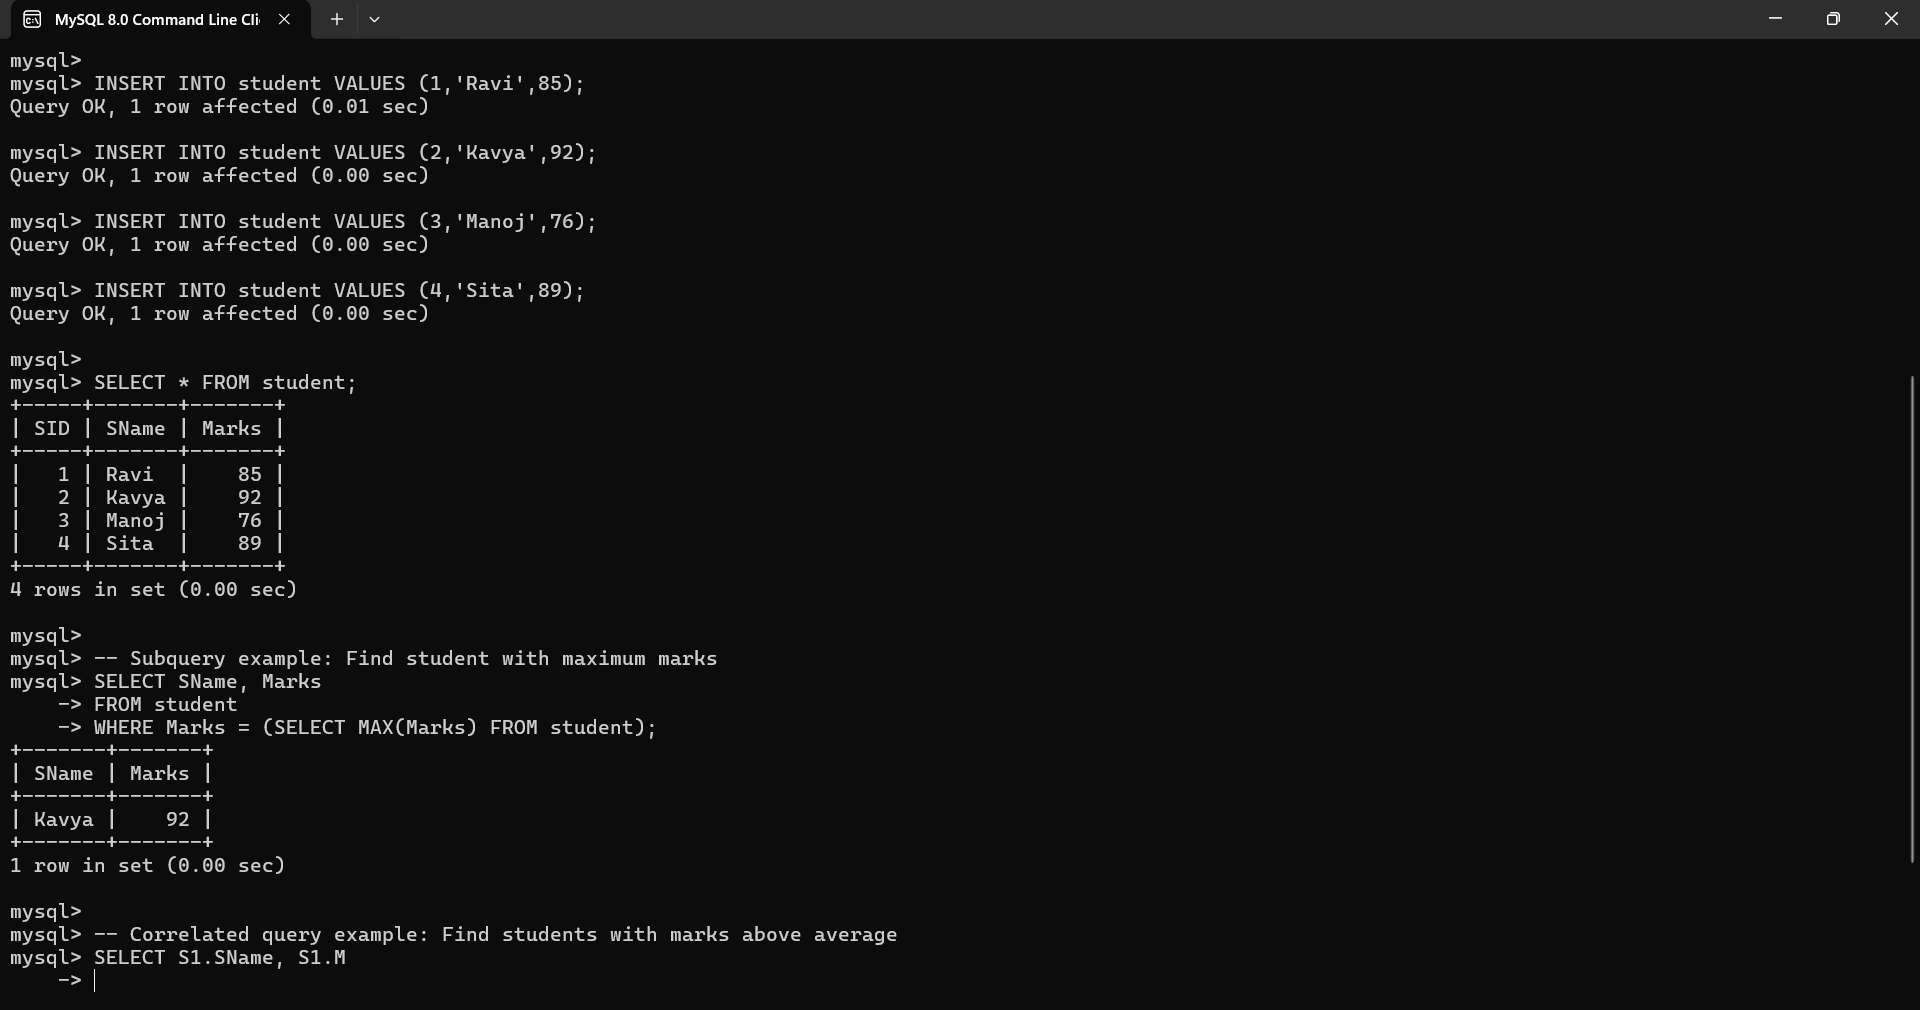 MySQL 8.0 Command Line Cli
mysql>
mysql> INSERT INTO student VALUES (1,'Ravi',85);
Query OK, 1 row affected (0.01 sec)
mysql> INSERT INTO student VALUES (2,'Kavya',92);
Query OK, 1 row affected (0.00 sec)
mysql> INSERT INTO student VALUES (3,'Manoj',76);
Query OK, 1 row affected (0.00 sec)
mysql> INSERT INTO student VALUES (4,'Sita',89);
Query OK, 1 row affected (0.00 sec)
mysql>
mysql> SELECT * FROM student;
+-----+-------+-------+
| SID | SName | Marks |
+-----+-------+-------+
|   1 | Ravi  |    85 |
|   2 | Kavya |    92 |
|   3 | Manoj |    76 |
|   4 | Sita  |    89 |
+-----+-------+-------+
4 rows in set (0.00 sec)
mysql>
mysql> -- Subquery example: Find student with maximum marks
mysql> SELECT SName, Marks
    -> FROM student
    -> WHERE Marks = (SELECT MAX(Marks) FROM student);
+-------+-------+
| SName | Marks |
+-------+-------+
| Kavya |    92 |
+-------+-------+
1 row in set (0.00 sec)
mysql>
mysql> -- Correlated query example: Find students with marks above average
mysql> SELECT S1.SName, S1.M
    ->